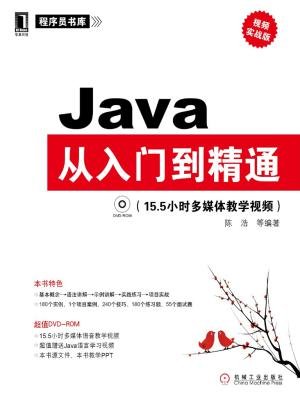 华章科技
程序员书库
视频
实战版
Java
从入门到精通
DVD-ROM
(15.5小时多媒体教学视频)
陈 浩 等编著
本书特色
基本概念→语法讲解→示例讲解→实践练习→项目实战
180个实例、1个项目案例、240个技巧、180个练习题、55个面试题
超值DVD-ROM
15.5小时多媒体语音教学视频
超值赠送Java语言学习视频
本书源文件、本书教学PPT
机械工业出版社
China Machine Press